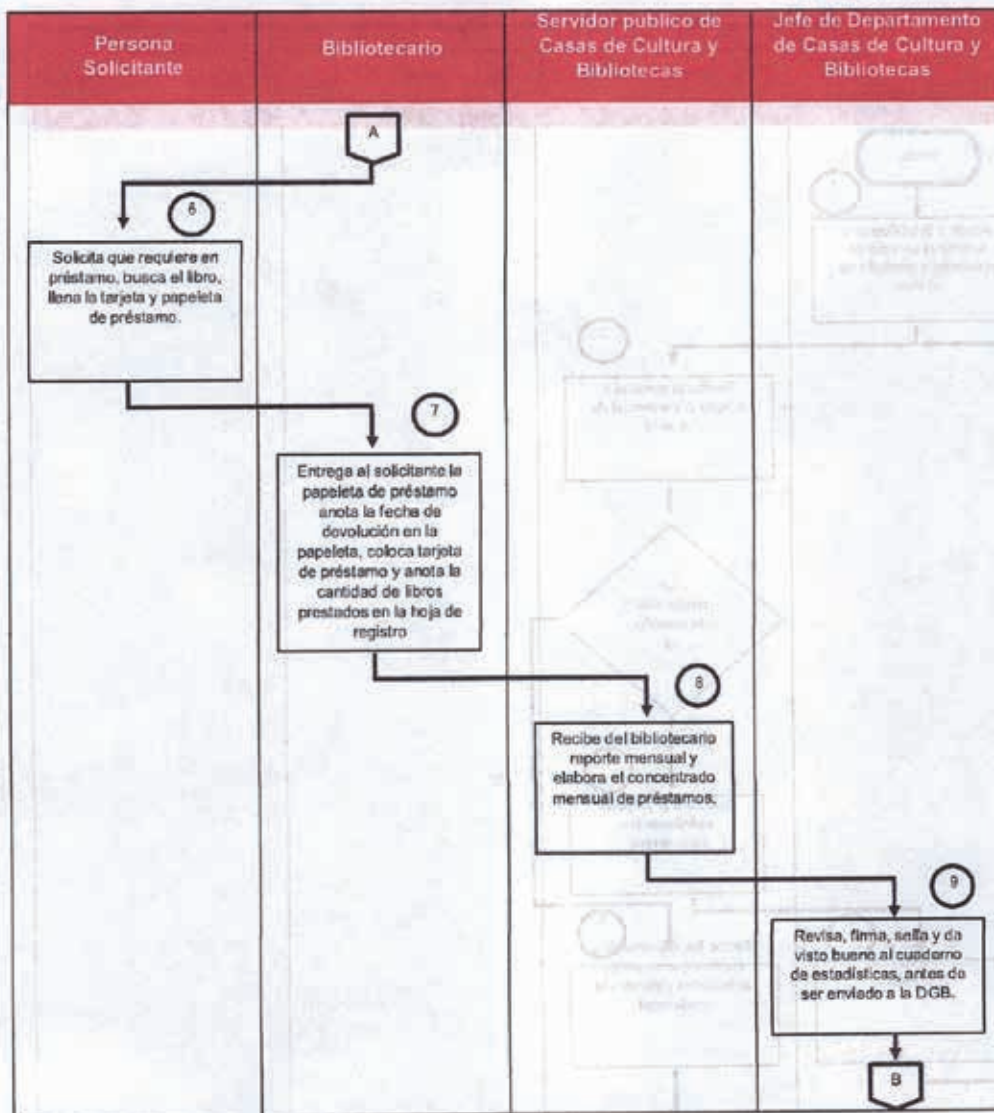 Persona
Solicitante
Bibliotecario
Servidor publico de
Casas de Cultura y
Bibliotecas
Jefe de Departamento
de Casas de Cultura y
Bibliotecas
A
6
Solicita que requiere en
préstamo, busca el libro,
llena la tarjeta y papeleta
de préstamo.
7
Entrega al solicitante la
papeleta de préstamo
anota la fecha de
devolución en la
papeleta, coloca tarjeta
de préstamo y anota la
cantidad de libros
prestados en la hoja de
registro
8
Recibe del bibliotecario
reporte mensual y
elabora el concentrado
mensual de préstamos.
9
Revisa, firma, sella y da
visto bueno al cuaderno
de estadísticas, antes de
ser enviado a la DGB.
B